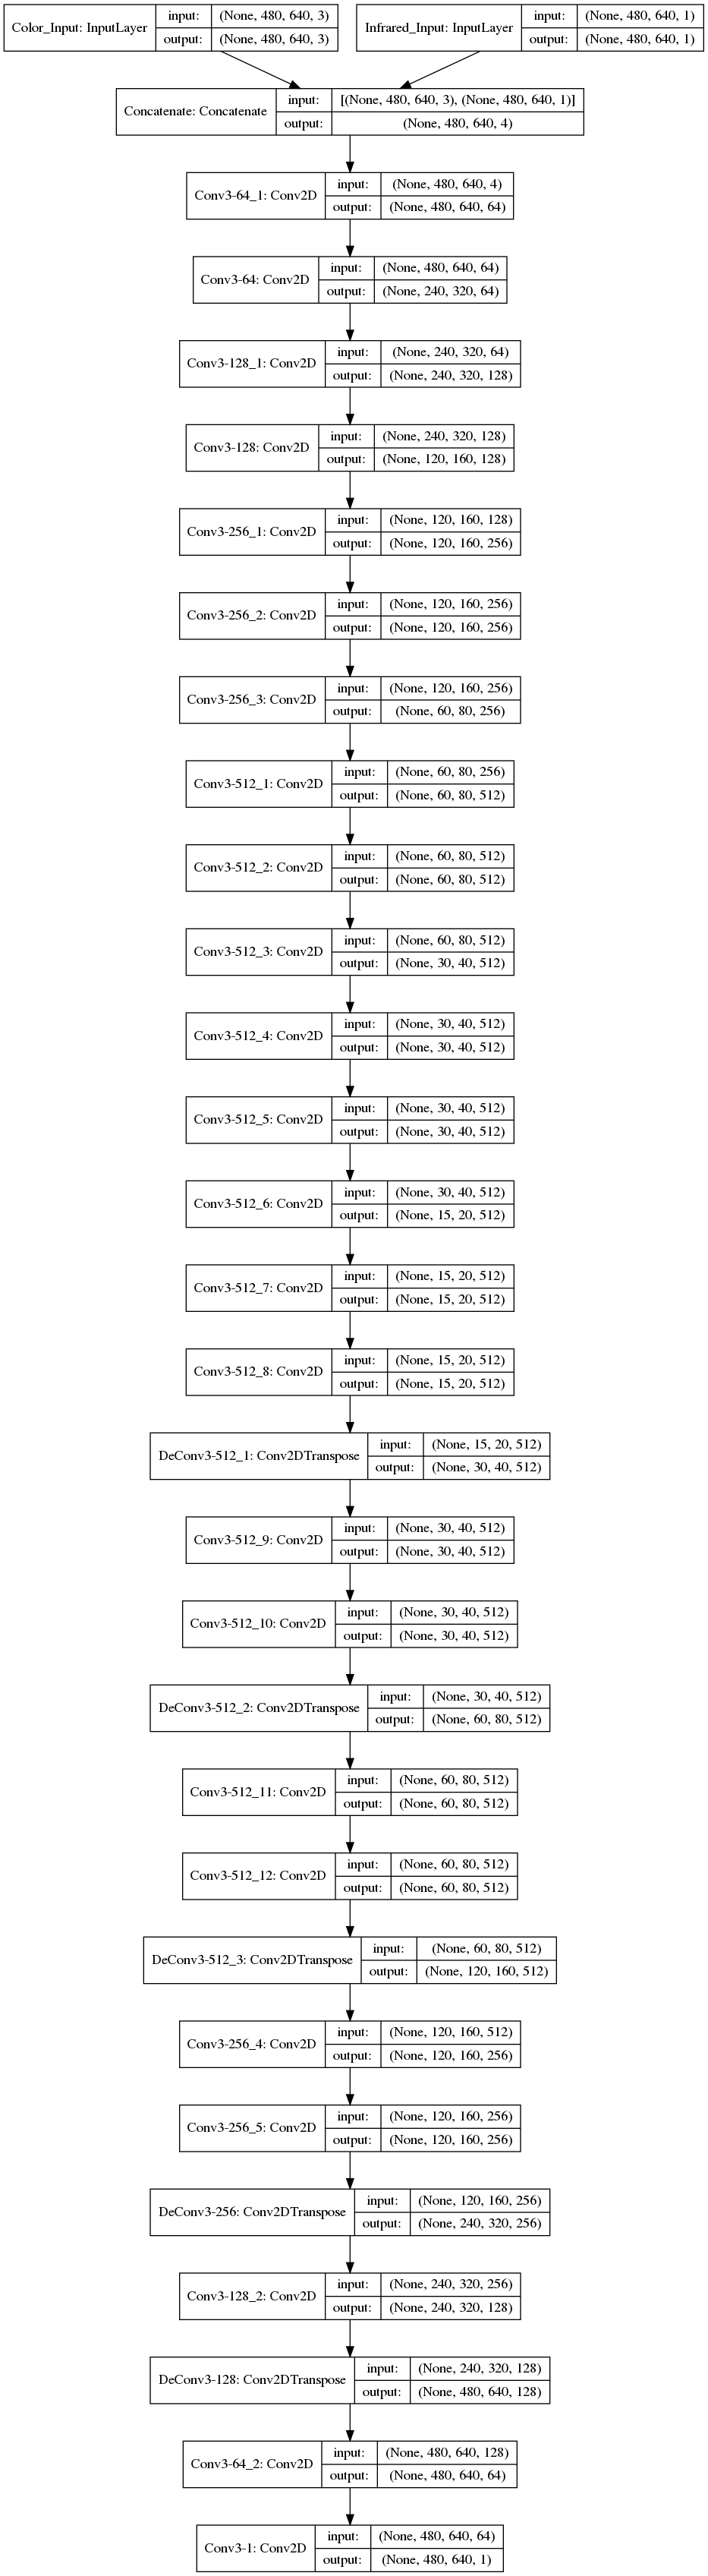 Color_Input: InputLayer
input: (None, 480, 640, 3)
output: (None, 480, 640, 3)
Infrared_Input: InputLayer
input: (None, 480, 640, 1)
output: (None, 480, 640, 1)
Concatenate: Concatenate
input: [(None, 480, 640, 3), (None, 480, 640, 1)]
output: (None, 480, 640, 4)
Conv3-64_1: Conv2D
input: (None, 480, 640, 4)
output: (None, 480, 640, 64)
Conv3-64: Conv2D
input: (None, 480, 640, 64)
output: (None, 240, 320, 64)
Conv3-128_1: Conv2D
input: (None, 240, 320, 64)
output: (None, 240, 320, 128)
Conv3-128: Conv2D
input: (None, 240, 320, 128)
output: (None, 120, 160, 128)
Conv3-256_1: Conv2D
input: (None, 120, 160, 128)
output: (None, 120, 160, 256)
Conv3-256_2: Conv2D
input: (None, 120, 160, 256)
output: (None, 120, 160, 256)
Conv3-256_3: Conv2D
input: (None, 120, 160, 256)
output: (None, 60, 80, 256)
Conv3-512_1: Conv2D
input: (None, 60, 80, 256)
output: (None, 60, 80, 512)
Conv3-512_2: Conv2D
input: (None, 60, 80, 512)
output: (None, 60, 80, 512)
Conv3-512_3: Conv2D
input: (None, 60, 80, 512)
output: (None, 30, 40, 512)
Conv3-512_4: Conv2D
input: (None, 30, 40, 512)
output: (None, 30, 40, 512)
Conv3-512_5: Conv2D
input: (None, 30, 40, 512)
output: (None, 30, 40, 512)
Conv3-512_6: Conv2D
input: (None, 30, 40, 512)
output: (None, 15, 20, 512)
Conv3-512_7: Conv2D
input: (None, 15, 20, 512)
output: (None, 15, 20, 512)
Conv3-512_8: Conv2D
input: (None, 15, 20, 512)
output: (None, 15, 20, 512)
DeConv3-512_1: Conv2DTranspose
input: (None, 15, 20, 512)
output: (None, 30, 40, 512)
Conv3-512_9: Conv2D
input: (None, 30, 40, 512)
output: (None, 30, 40, 512)
Conv3-512_10: Conv2D
input: (None, 30, 40, 512)
output: (None, 30, 40, 512)
DeConv3-512_2: Conv2DTranspose
input: (None, 30, 40, 512)
output: (None, 60, 80, 512)
Conv3-512_11: Conv2D
input: (None, 60, 80, 512)
output: (None, 60, 80, 512)
Conv3-512_12: Conv2D
input: (None, 60, 80, 512)
output: (None, 60, 80, 512)
DeConv3-512_3: Conv2DTranspose
input: (None, 60, 80, 512)
output: (None, 120, 160, 512)
Conv3-256_4: Conv2D
input: (None, 120, 160, 512)
output: (None, 120, 160, 256)
Conv3-256_5: Conv2D
input: (None, 120, 160, 256)
output: (None, 120, 160, 256)
DeConv3-256: Conv2DTranspose
input: (None, 120, 160, 256)
output: (None, 240, 320, 256)
Conv3-128_2: Conv2D
input: (None, 240, 320, 256)
output: (None, 240, 320, 128)
DeConv3-128: Conv2DTranspose
input: (None, 240, 320, 128)
output: (None, 480, 640, 128)
Conv3-64_2: Conv2D
input: (None, 480, 640, 128)
output: (None, 480, 640, 64)
Conv3-1: Conv2D
input: (None, 480, 640, 64)
output: (None, 480, 640, 1)